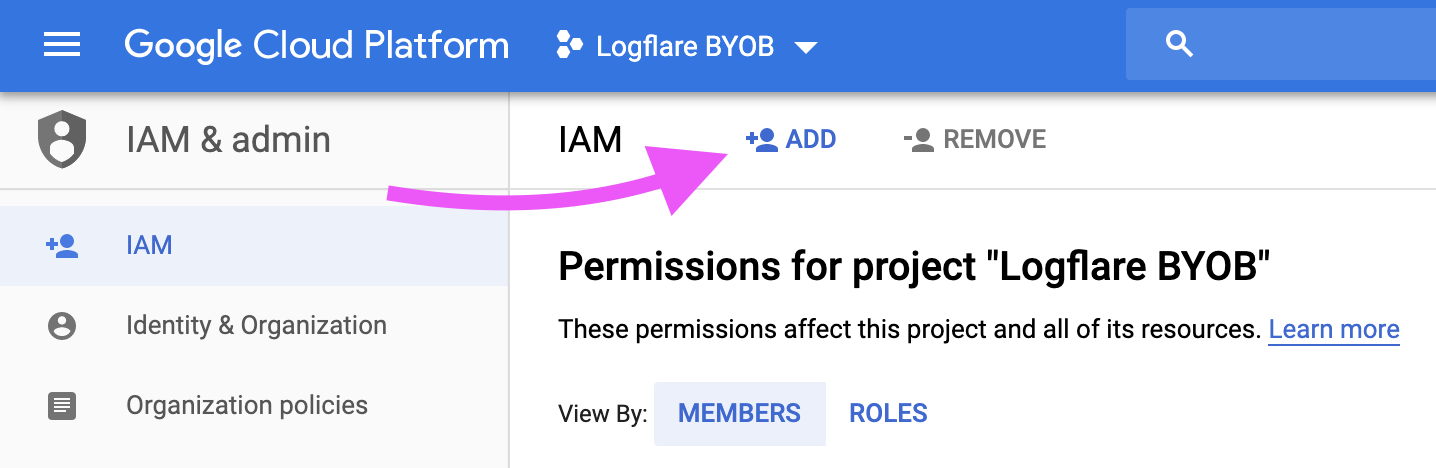 Google Cloud Platform Logflare BYOB
IAM & admin
IAM ADD REMOVE
IAM
Identity & Organization
Organization policies
Permissions for project "Logflare BYOB"
These permissions affect this project and all of its resources. Learn more
View By: MEMBERS ROLES